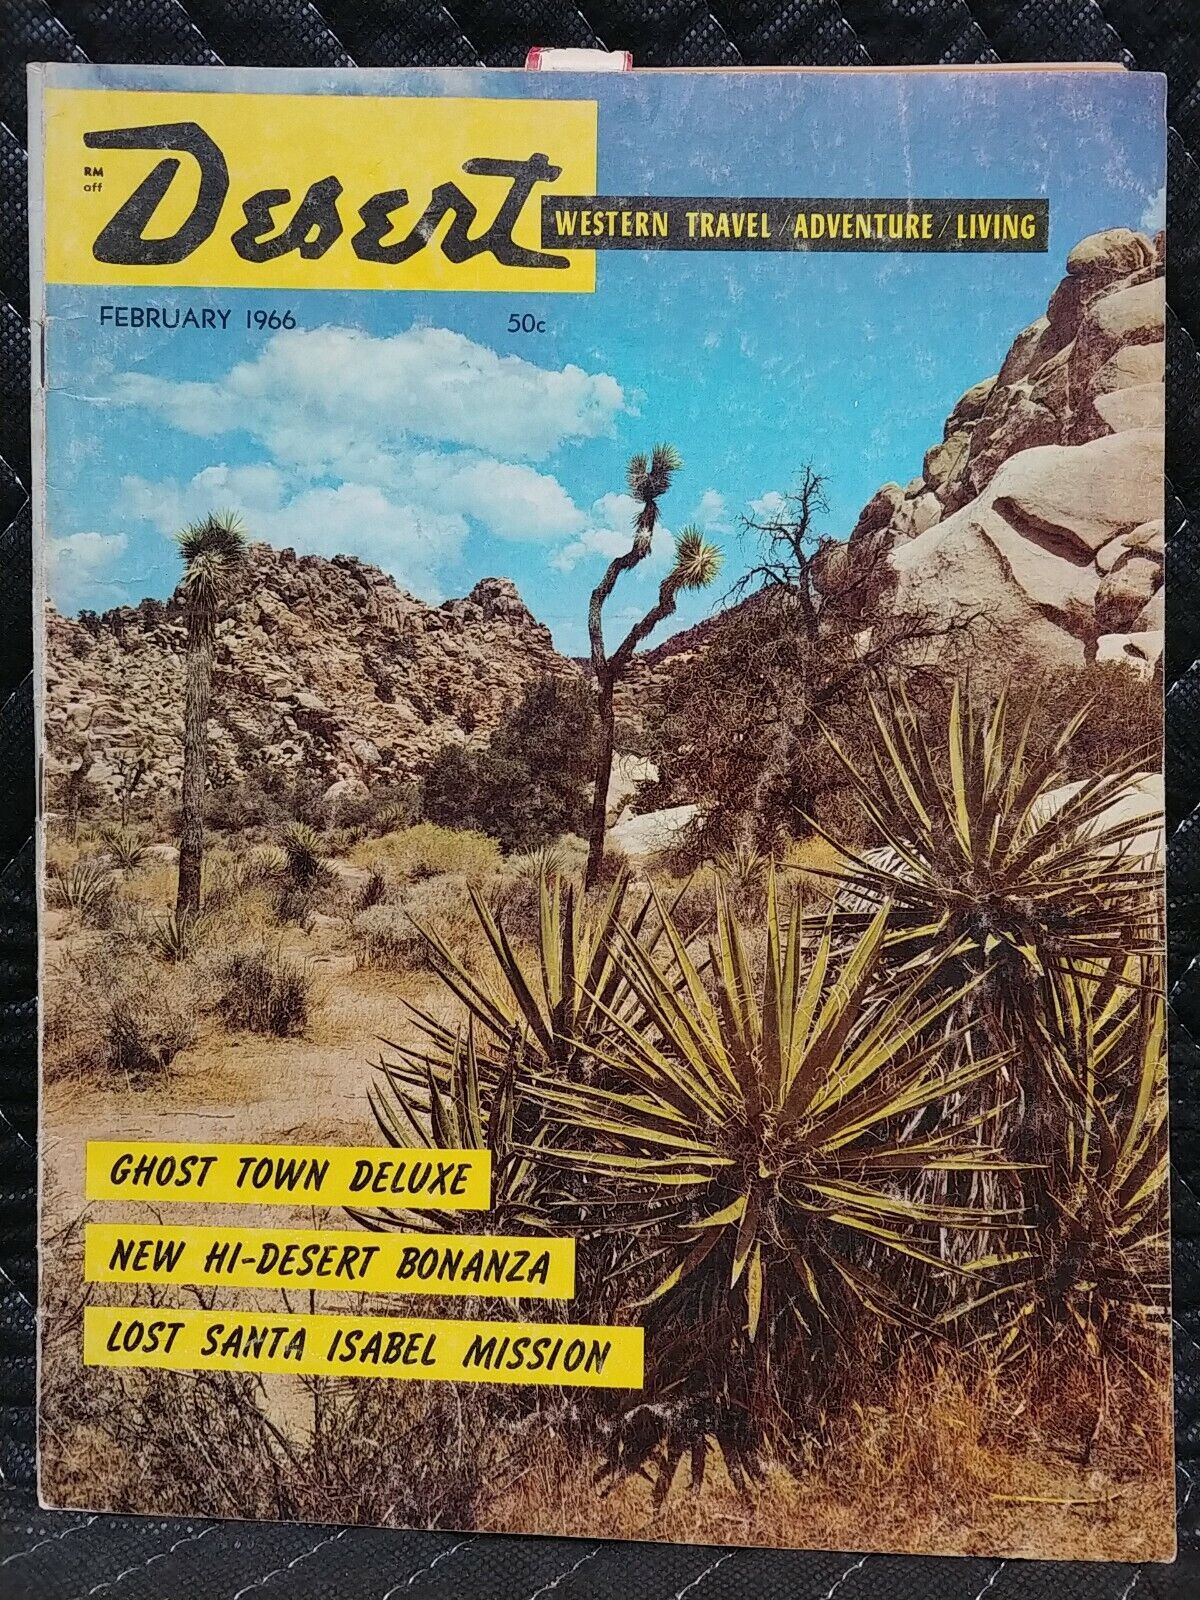 RM
off
Desert
WESTERN TRAVEL / ADVENTURE / LIVING
FEBRUARY 1966 50c
GHOST TOWN DELUXE
NEW HI-DESERT BONANZA
LOST SANTA ISABEL MISSION